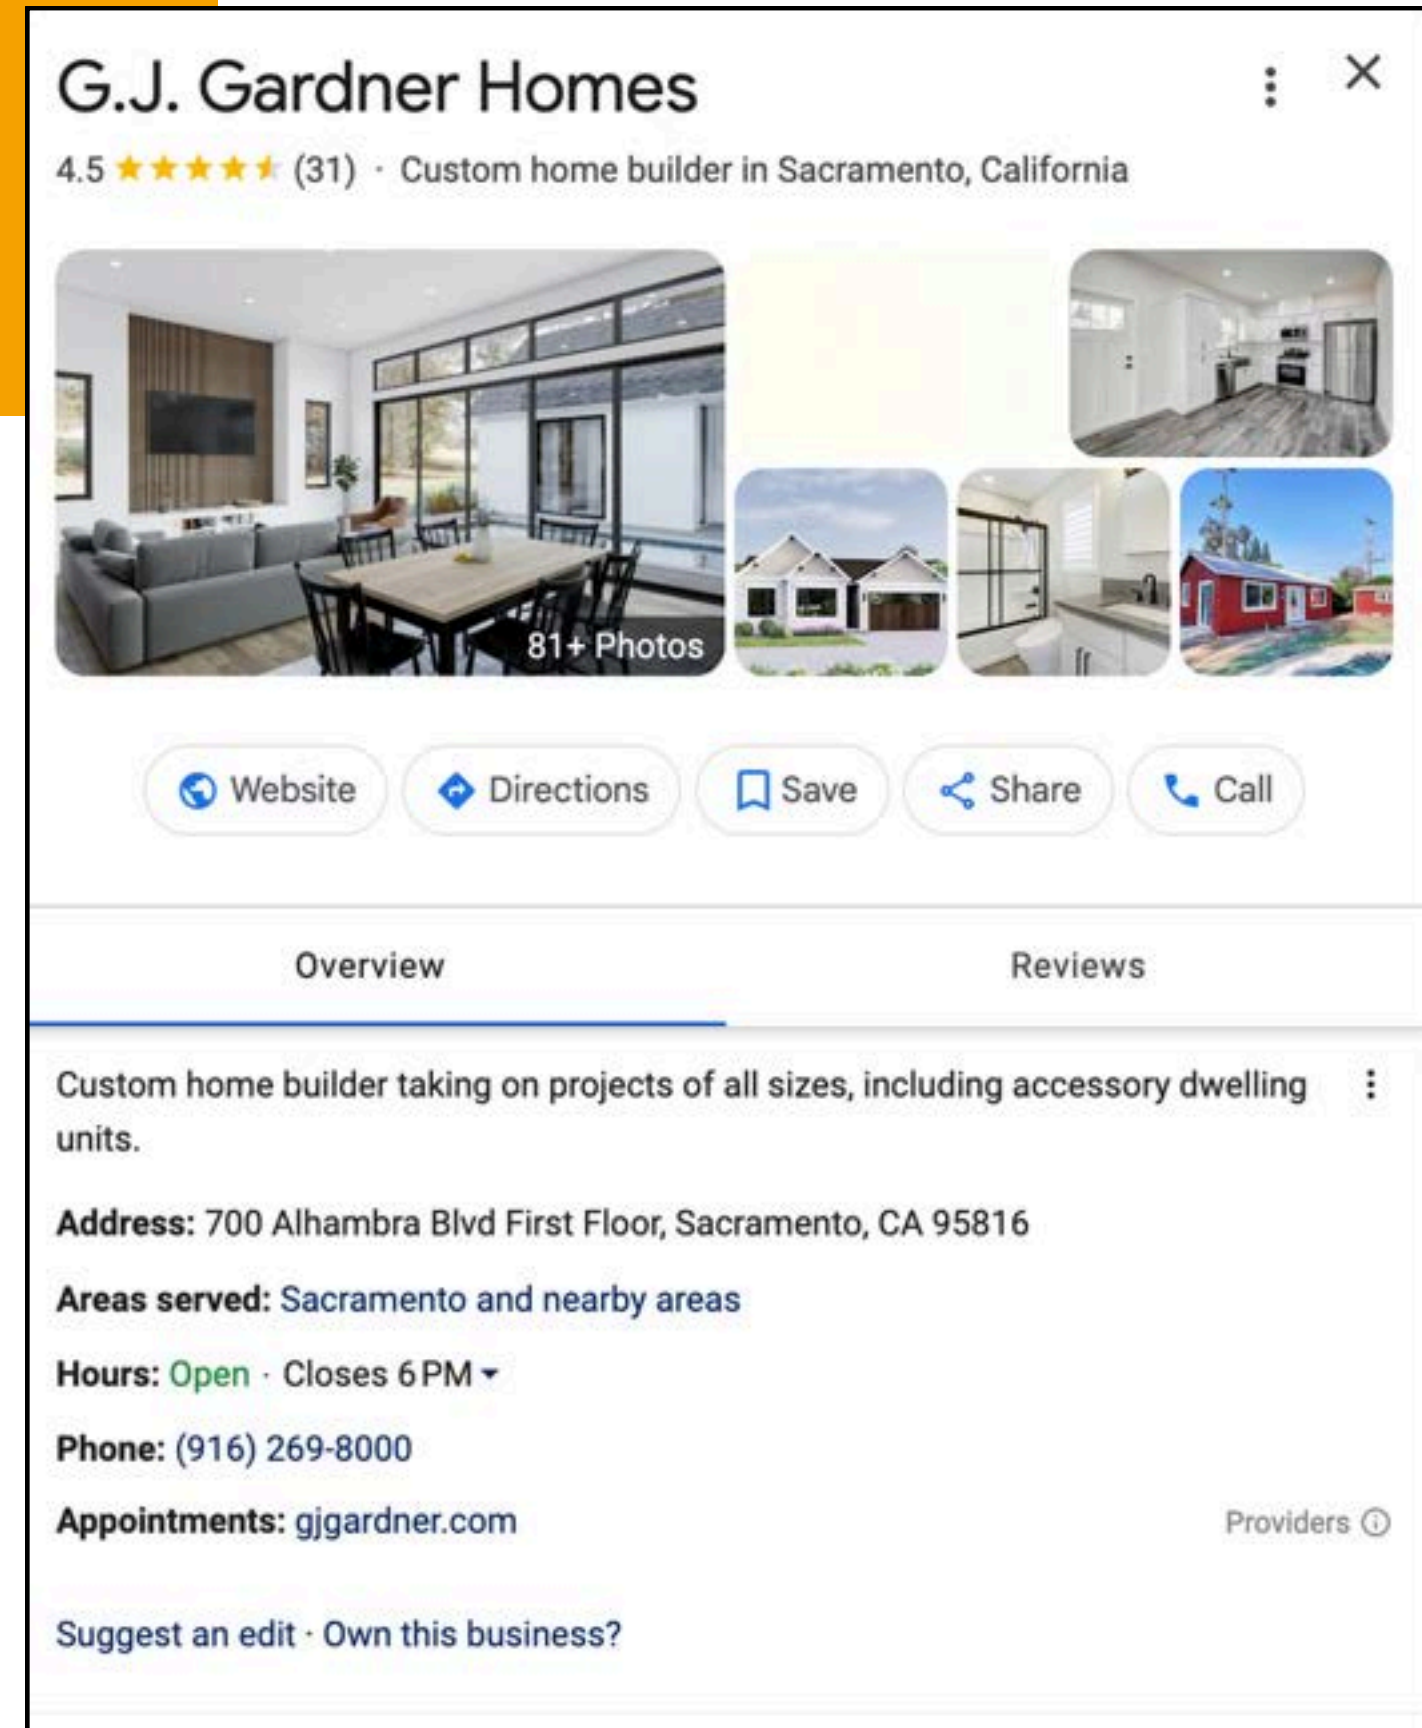 G.J. Gardner Homes
4.5 (31) · Custom home builder in Sacramento, California
81+ Photos
Website Directions Save Share Call
Overview Reviews
Custom home builder taking on projects of all sizes, including accessory dwelling
units.
Address: 700 Alhambra Blvd First Floor, Sacramento, CA 95816
Areas served: Sacramento and nearby areas
Hours: Open · Closes 6 PM
Phone: (916) 269-8000
Appointments: gjgardner.com Providers
Suggest an edit · Own this business?